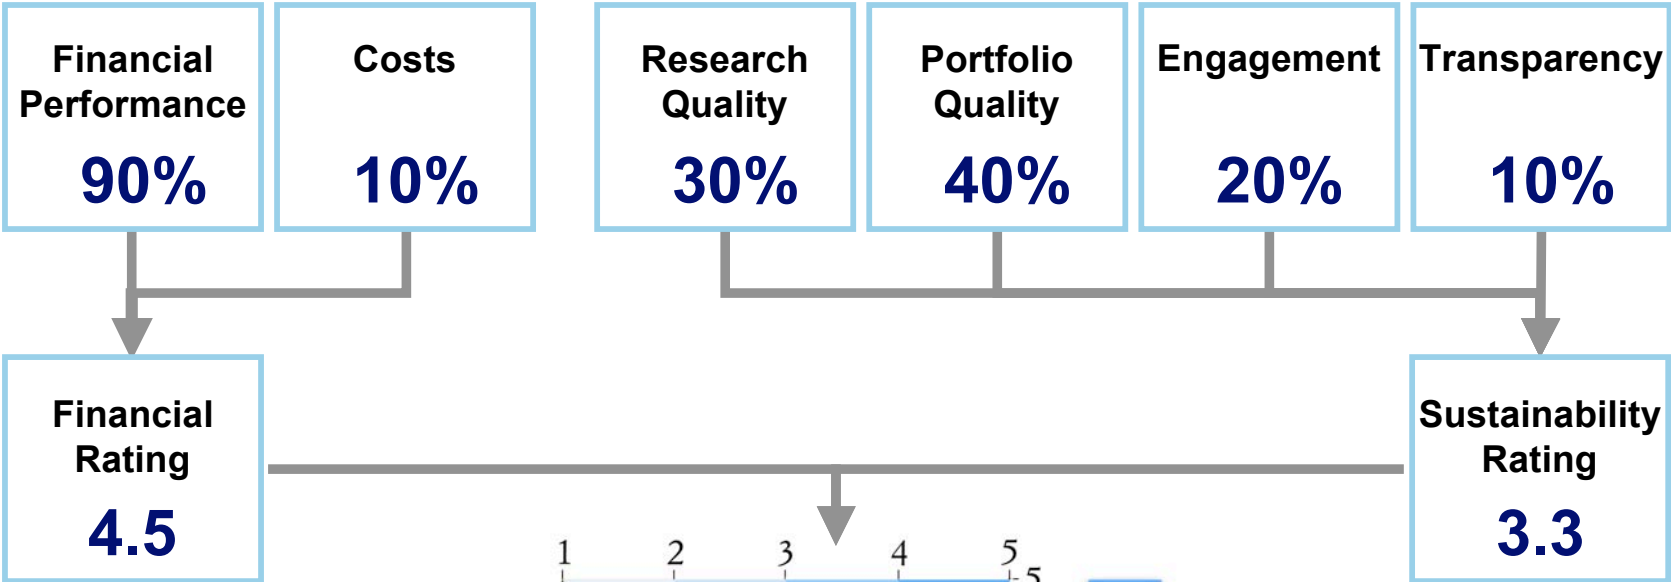 Financial
Performance
90%
Costs
10%
Research
Quality
30%
Portfolio
Quality
40%
Engagement
20%
Transparency
10%
Financial
Rating
4.5
Sustainability
Rating
3.3
1 2 3 4 5
5